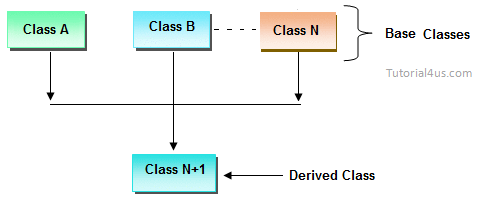 Class A
Class B
Class N
Base Classes
Tutorial4us.com
Class N+1
Derived Class